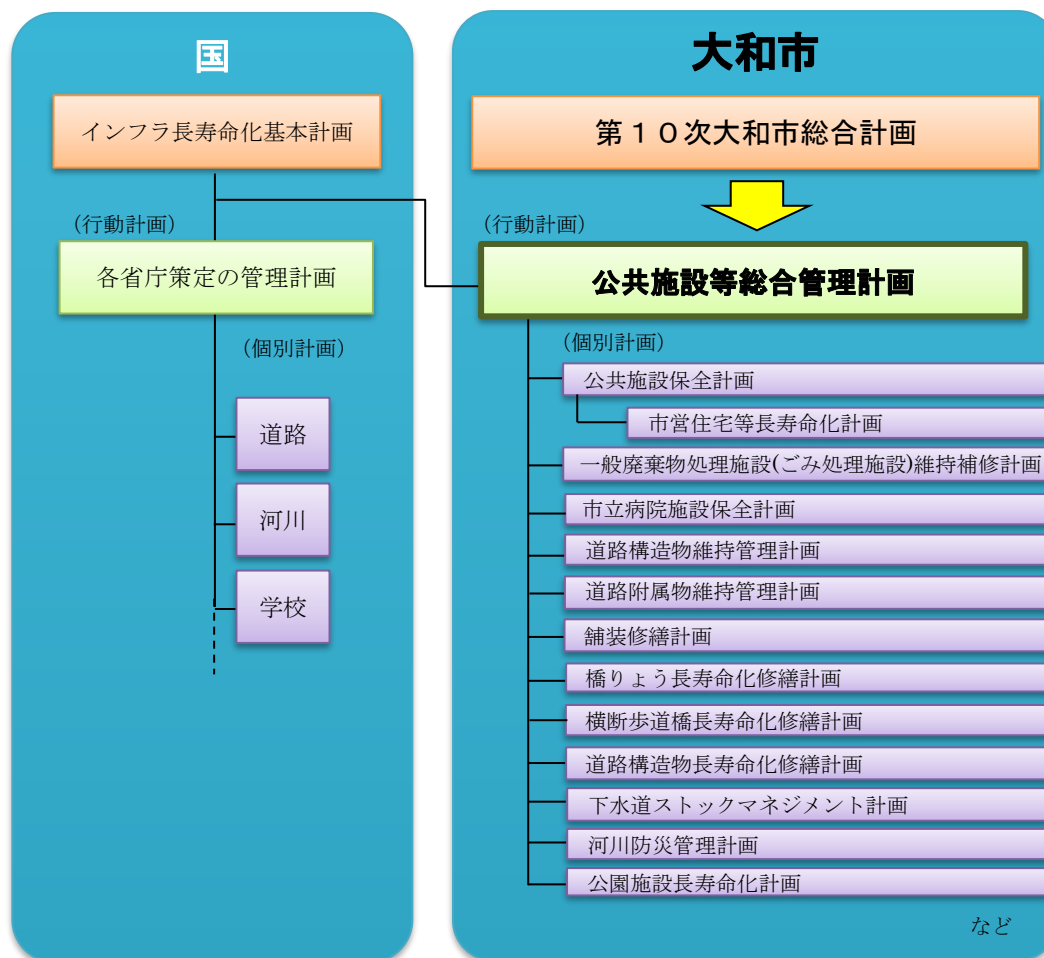 国
インフラ長寿命化基本計画
（行動計画）
各省庁策定の管理計画
（個別計画）
道路
河川
学校
大和市
第１０次大和市総合計画
（行動計画）
公共施設等総合管理計画
（個別計画）
公共施設保全計画
市営住宅等長寿命化計画
一般廃棄物処理施設(ごみ処理施設)維持補修計画
市立病院施設保全計画
道路構造物維持管理計画
道路附属物維持管理計画
舗装修繕計画
橋りょう長寿命化修繕計画
横断歩道橋長寿命化修繕計画
道路構造物長寿命化修繕計画
下水道ストックマネジメント計画
河川防災管理計画
公園施設長寿命化計画
など